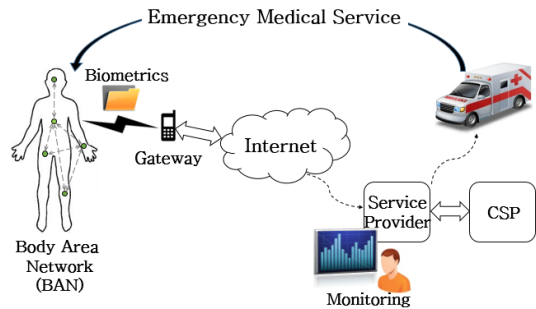 Emergency Medical Service
Biometrics
Gateway
Internet
Service
Provider
CSP
Body Area
Network
(BAN)
Monitoring